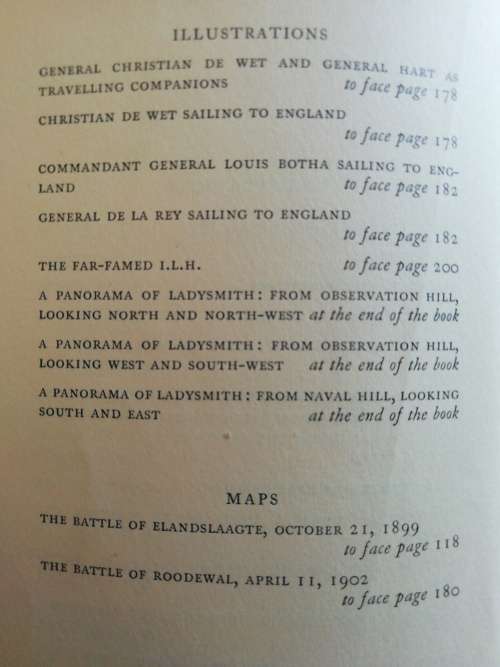 ILLUSTRATIONS
GENERAL CHRISTIAN DE WET AND GENERAL HART AS
TRAVELLING COMPANIONS to face page 178
CHRISTIAN DE WET SAILING TO ENGLAND
to face page 178
COMMANDANT GENERAL LOUIS BOTHA SAILING TO ENG-
LAND to face page 182
GENERAL DE LA REY SAILING TO ENGLAND
to face page 182
THE FAR-FAMED I.L.H. to face page 200
A PANORAMA OF LADYSMITH: FROM OBSERVATION HILL,
LOOKING NORTH AND NORTH-WEST at the end of the book
A PANORAMA OF LADYSMITH: FROM OBSERVATION HILL,
LOOKING WEST AND SOUTH-WEST at the end of the book
A PANORAMA OF LADYSMITH: FROM NAVAL HILL, LOOKING
SOUTH AND EAST at the end of the book
MAPS
THE BATTLE OF ELANDSLAAGTE, OCTOBER 21, 1899
to face page 118
THE BATTLE OF ROODEWAL, APRIL 11, 1902
to face page 180